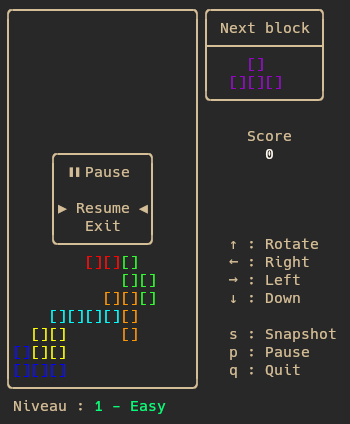 Next block
[]
[][][]
Score
0
⏸ Pause
▶ Resume ◀
Exit
[][][]
[][]
[][][]
[][][][][]
[][] []
[][][]
[][][]
↑ : Rotate
← : Right
→ : Left
↓ : Down
s : Snapshot
p : Pause
q : Quit
Niveau : 1 - Easy